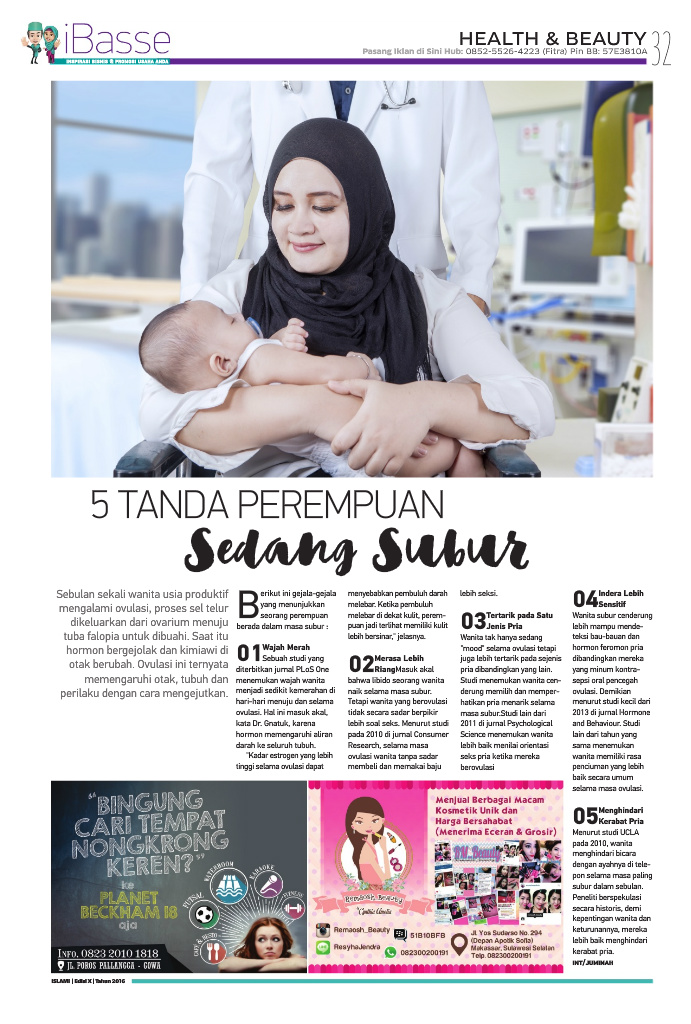 iBasse
INSPIRASI BISNIS & PROMOSI USAHA ANDA
HEALTH & BEAUTY
Pasang Iklan di Sini Hub: 0852-5526-4223 (Fitra) Pin BB: 57E3810A
32
5 TANDA PEREMPUAN
Sedang Subur
Sebulan sekali wanita usia produktif
mengalami ovulasi, proses sel telur
dikeluarkan dari ovarium menuju
tuba falopia untuk dibuahi. Saat itu
hormon bergejolak dan kimiawi di
otak berubah. Ovulasi ini ternyata
memengaruhi otak, tubuh dan
perilaku dengan cara mengejutkan.
Berikut ini gejala-gejala
yang menunjukkan
seorang perempuan
berada dalam masa subur :
01 Wajah Merah
Sebuah studi yang
diterbitkan jurnal PLoS One
menemukan wajah wanita
menjadi sedikit kemerahan di
hari-hari menuju dan selama
ovulasi. Hal ini masuk akal,
kata Dr. Gnatuk, karena
hormon memengaruhi aliran
darah ke seluruh tubuh.
"Kadar estrogen yang lebih
tinggi selama ovulasi dapat
menyebabkan pembuluh darah
melebar. Ketika pembuluh
melebar di dekat kulit, perem-
puan jadi terlihat memiliki kulit
lebih bersinar," jelasnya.
02 Merasa Lebih
RiangMasuk akal
bahwa libido seorang wanita
naik selama masa subur.
Tetapi wanita yang berovulasi
tidak secara sadar berpikir
lebih soal seks. Menurut studi
pada 2010 di jurnal Consumer
Research, selama masa
ovulasi wanita tanpa sadar
membeli dan memakai baju
lebih seksi.
03 Tertarik pada Satu
Jenis Pria
Wanita tak hanya sedang
"mood" selama ovulasi tetapi
juga lebih tertarik pada sejenis
pria dibandingkan yang lain.
Studi menemukan wanita cen-
derung memilih dan memper-
hatikan pria menarik selama
masa subur.Studi lain dari
2011 di jurnal Psychological
Science menemukan wanita
lebih baik menilai orientasi
seks pria ketika mereka
berovulasi
04 Indera Lebih
Sensitif
Wanita subur cenderung
lebih mampu mende-
teksi bau-bauan dan
hormon feromon pria
dibandingkan mereka
yang minum kontra-
sepsi oral pencegah
ovulasi. Demikian
menurut studi kecil dari
2013 di jurnal Hormone
and Behaviour. Studi
lain dari tahun yang
sama menemukan
wanita memiliki rasa
penciuman yang lebih
baik secara umum
selama masa ovulasi.
05 Menghindari
Kerabat Pria
Menurut studi UCLA
pada 2010, wanita
menghindari bicara
dengan ayahnya di tele-
pon selama masa paling
subur dalam sebulan.
Peneliti berspekulasi
secara historis, demi
kepentingan wanita dan
keturunannya, mereka
lebih baik menghindari
kerabat pria.
INT/JUMINAH
"BINGUNG
CARI TEMPAT
NONGKRONG
KEREN?"
ke
PLANET
BECKHAM 18
aja
FUTSAL
WATERBOOM
KARAOKE
FITNESS
CAFE & RESTO
INFO. 0823 2010 1818
JL. POROS PALLANGGA - GOWA
Menjual Berbagai Macam
Kosmetik Unik dan
Harga Bersahabat
(Menerima Eceran & Grosir)
Remaosh Beauty
RM_Beauty
Remaosh_Beauty
51B10BFB
ResyhaJendra
082300200191
Jl. Yos Sudarso No. 294
(Depan Apotik Sofia)
Makassar, Sulawesi Selatan
Telp. 082300200191
ISLAMI | Edisi X | Tahun 2016